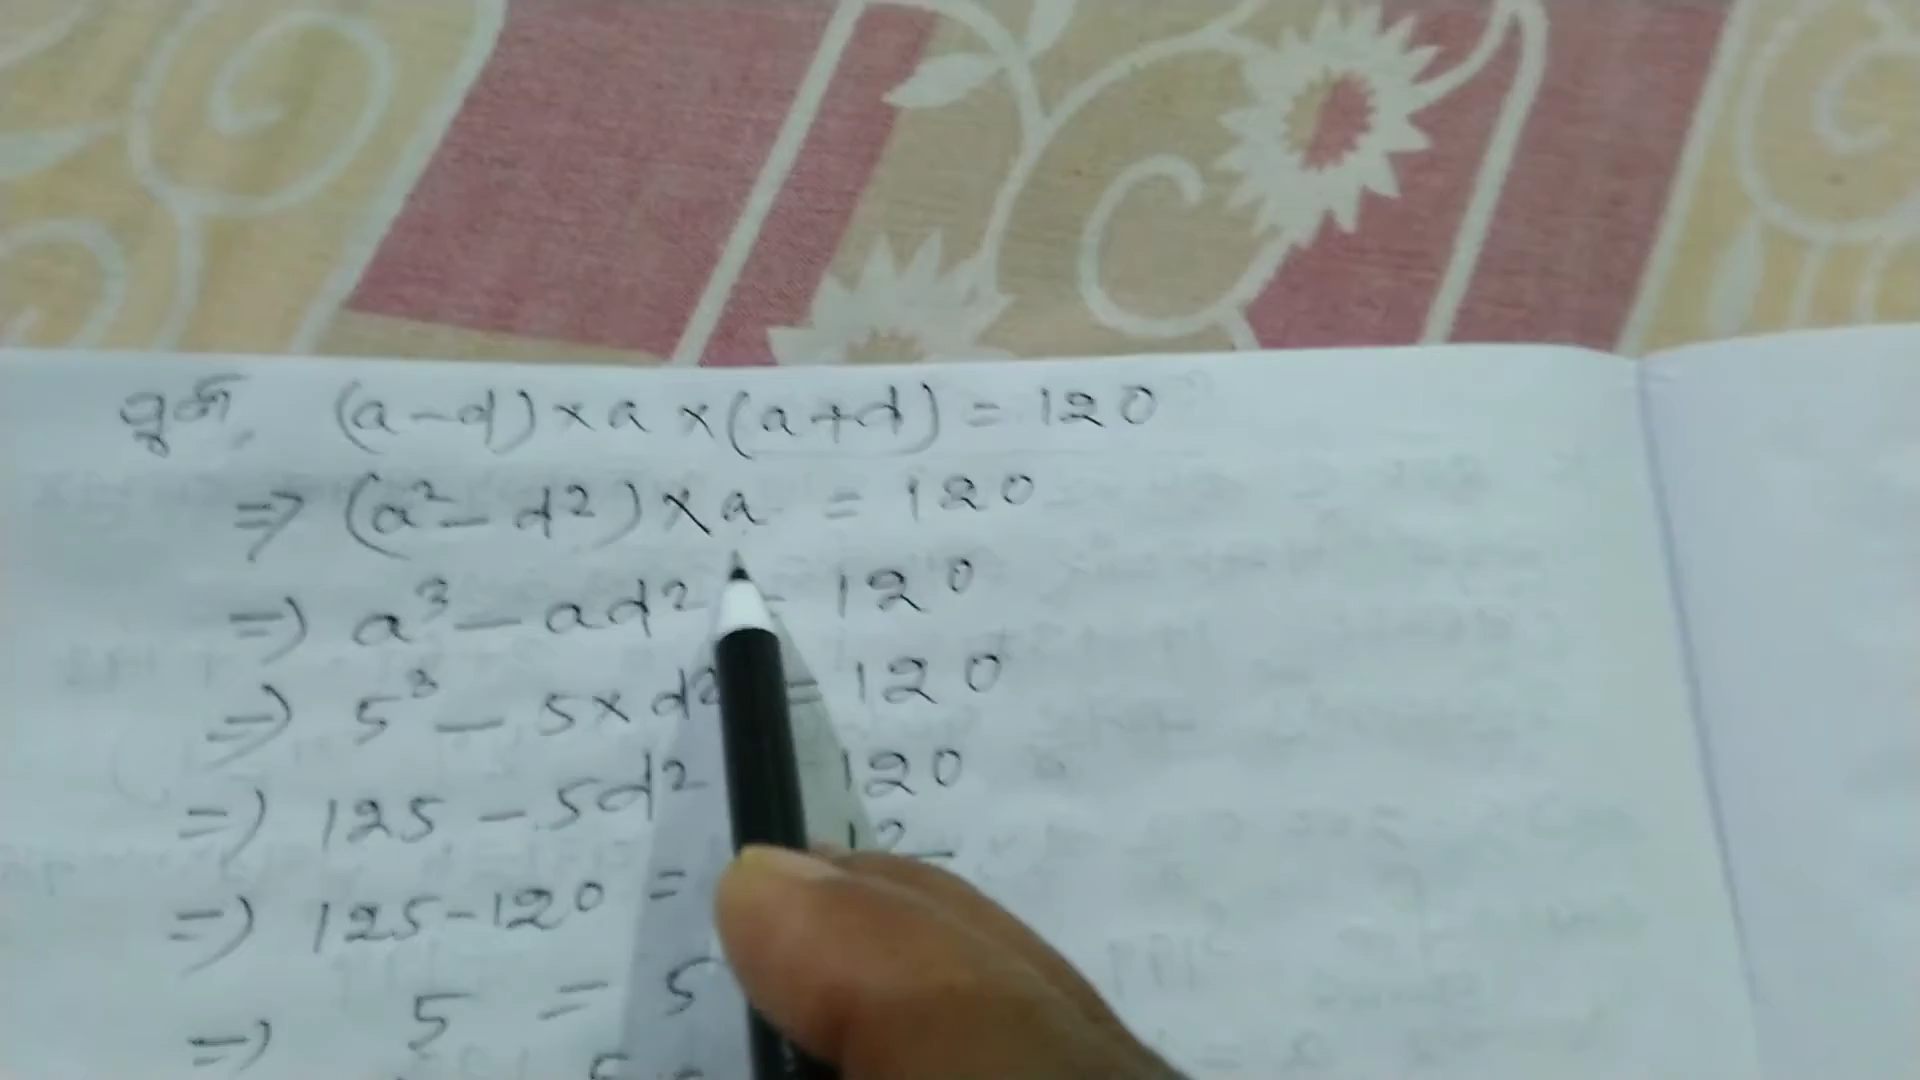 (a-d)×a×(a+d) = 120
⇒ (a²-d²)×a = 120
⇒ a³-ad² = 120
⇒ 5³-5×d² = 120
⇒ 125-5d² 120
⇒ 125-120 =
⇒ 5 = 5